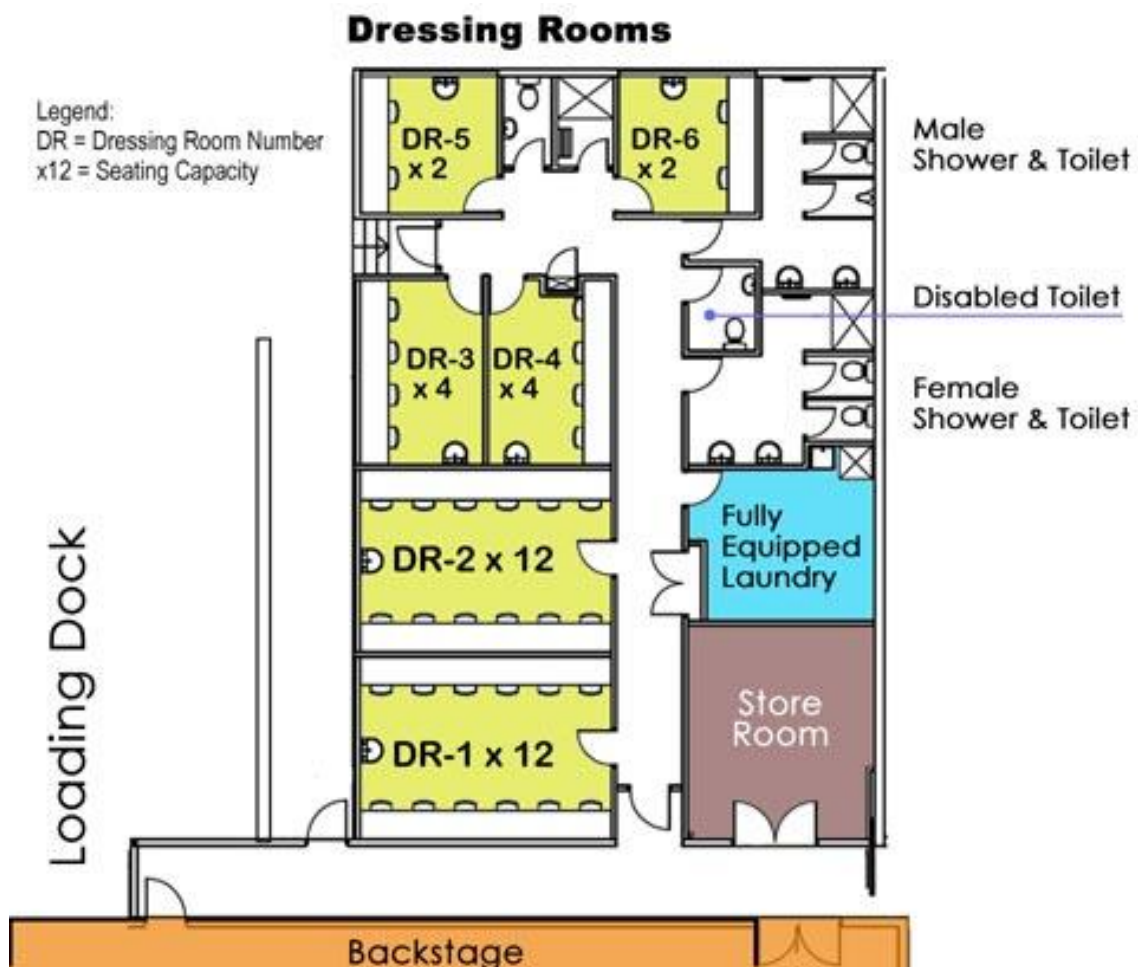 Dressing Rooms
Legend:
DR = Dressing Room Number
x12 = Seating Capacity
DR-5
x 2
DR-6
x 2
Male
Shower & Toilet
Disabled Toilet
DR-3
x 4
DR-4
x 4
Female
Shower & Toilet
Fully
Equipped
Laundry
DR-2 x 12
Store
Room
DR-1 x 12
Loading Dock
Backstage